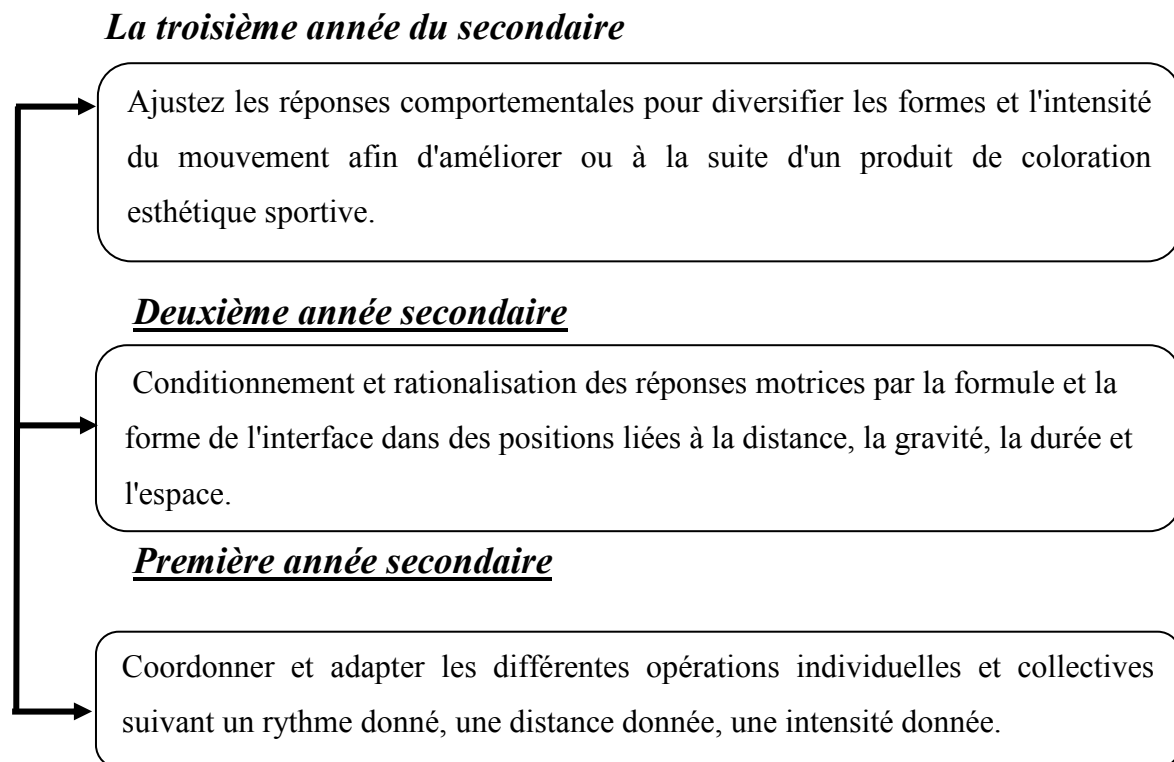 La troisième année du secondaire
Ajustez les réponses comportementales pour diversifier les formes et l'intensité
du mouvement afin d'améliorer ou à la suite d'un produit de coloration
esthétique sportive.
Deuxième année secondaire
Conditionnement et rationalisation des réponses motrices par la formule et la
forme de l'interface dans des positions liées à la distance, la gravité, la durée et
l'espace.
Première année secondaire
Coordonner et adapter les différentes opérations individuelles et collectives
suivant un rythme donné, une distance donnée, une intensité donnée.